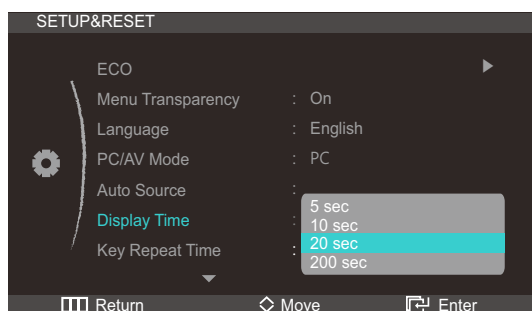 SETUP&RESET
ECO
Menu Transparency : On
Language : English
PC/AV Mode : PC
Auto Source :
Display Time :
5 sec
10 sec
20 sec
200 sec
Key Repeat Time :
Return Move Enter